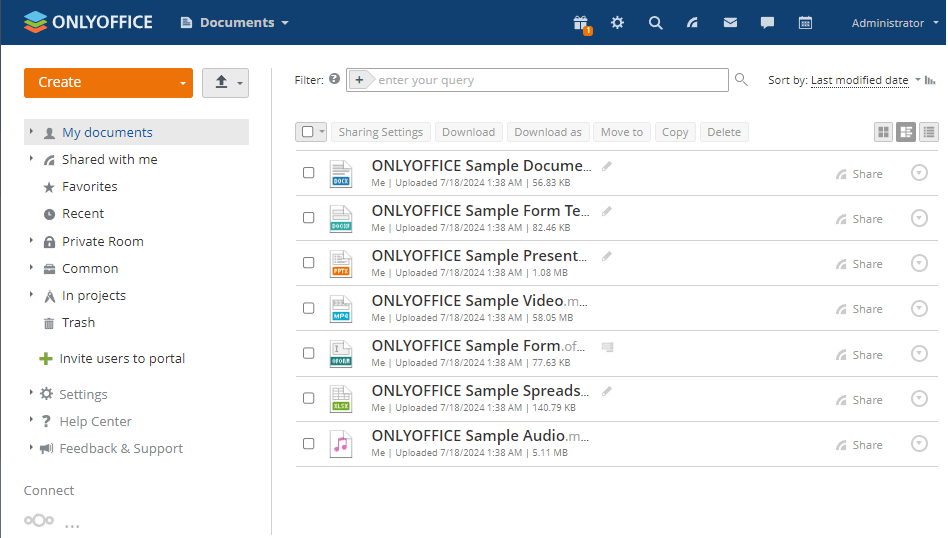 ONLYOFFICE Documents 1 Administrator
Create
Filter: ? + enter your query Sort by: Last modified date
Sharing Settings Download Download as Move to Copy Delete
My documents
Shared with me
Favorites
Recent
Private Room
Common
In projects
Trash
Invite users to portal
Settings
Help Center
Feedback & Support
Connect
...
ONLYOFFICE Sample Docume...
DOCX
Me | Uploaded 7/18/2024 1:38 AM | 56.83 KB
Share
ONLYOFFICE Sample Form Te...
DOCXF
Me | Uploaded 7/18/2024 1:38 AM | 82.46 KB
Share
ONLYOFFICE Sample Present...
PPTX
Me | Uploaded 7/18/2024 1:38 AM | 1.08 MB
Share
ONLYOFFICE Sample Video.m...
MP4
Me | Uploaded 7/18/2024 1:38 AM | 58.05 MB
Share
ONLYOFFICE Sample Form.of...
OFORM
Me | Uploaded 7/18/2024 1:38 AM | 77.63 KB
Share
ONLYOFFICE Sample Spreads...
XLSX
Me | Uploaded 7/18/2024 1:38 AM | 140.79 KB
Share
ONLYOFFICE Sample Audio.m...
Me | Uploaded 7/18/2024 1:38 AM | 5.11 MB
Share